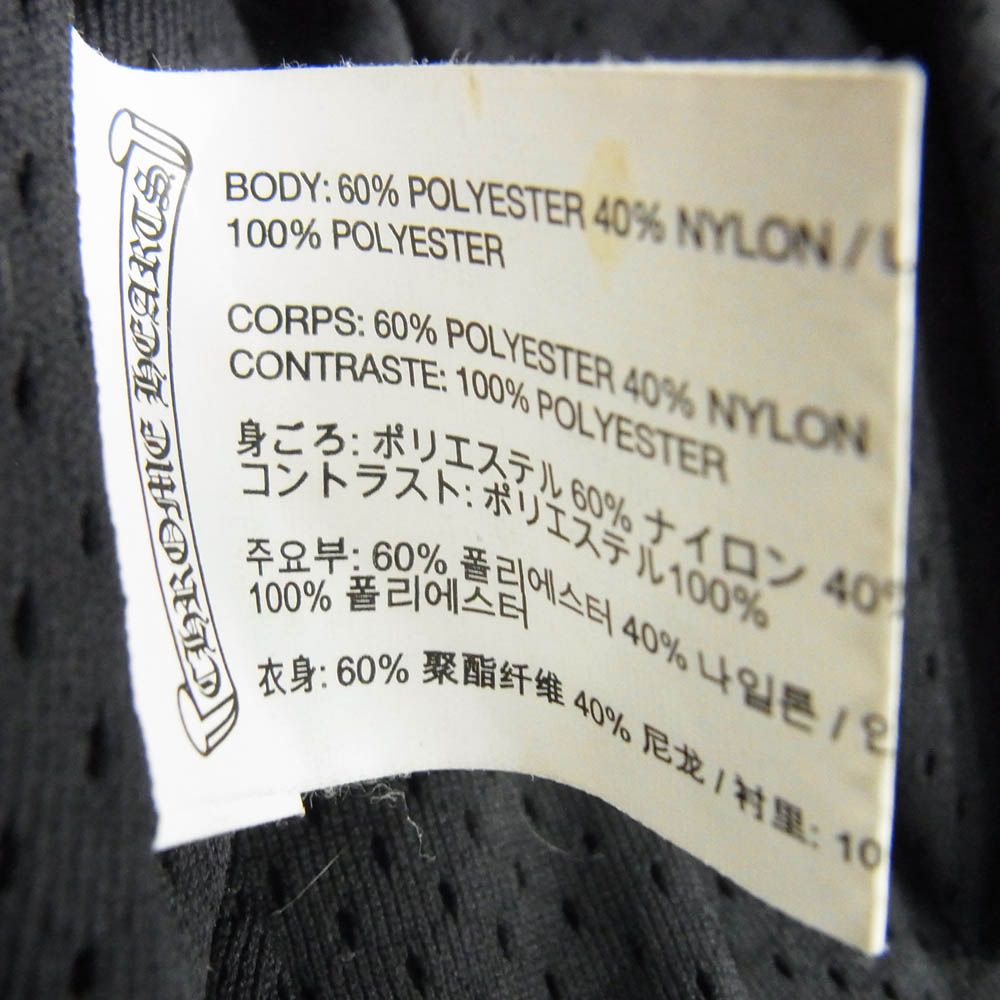 CHROME HEARTS
BODY: 60% POLYESTER 40% NYLON /
100% POLYESTER
CORPS: 60% POLYESTER 40% NYLON
CONTRASTE: 100% POLYESTER
身ごろ: ポリエステル 60% ナイロン 40%
コントラスト: ポリエステル100%
주요부: 60% 폴리에스터 40% 나일론 /
100% 폴리에스터
衣身: 60% 聚酯纤维 40% 尼龙 / 衬里: 10